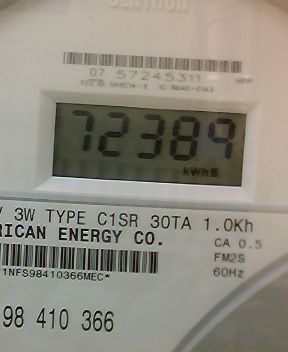 CENTRON
07 57245311
72389
kWh
V 3W TYPE C1SR 30TA 1.0Kh
RICAN ENERGY CO.
CA 0.5
FM2S
60Hz
1NFS98410366MEC*
98 410 366